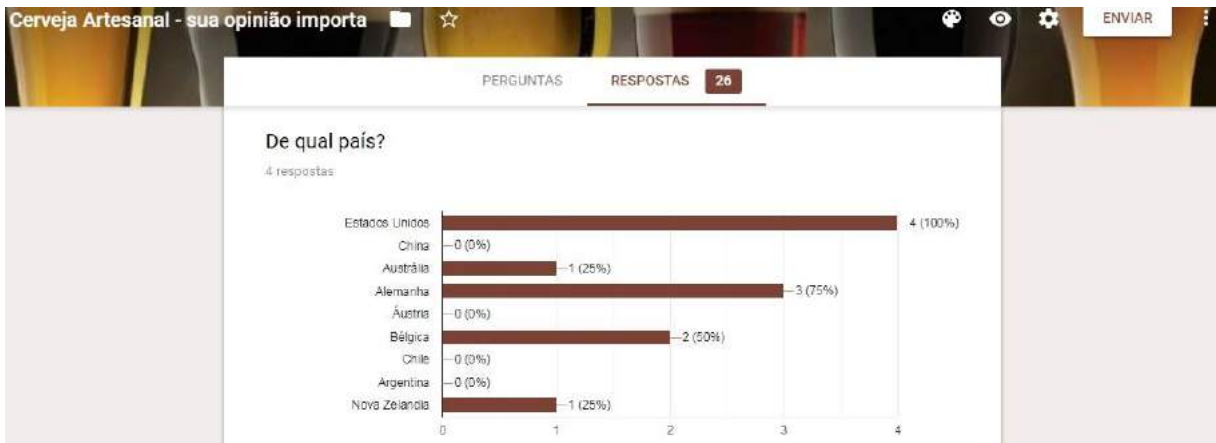 Cerveja Artesanal - sua opinião importa
ENVIAR
PERGUNTAS RESPOSTAS 26
De qual país?
4 respostas
Estados Unidos 4 (100%)
China 0 (0%)
Austrália 1 (25%)
Alemanha 3 (75%)
Áustria 0 (0%)
Bélgica 2 (50%)
Chile 0 (0%)
Argentina 0 (0%)
Nova Zelandia 1 (25%)
0 1 2 3 4